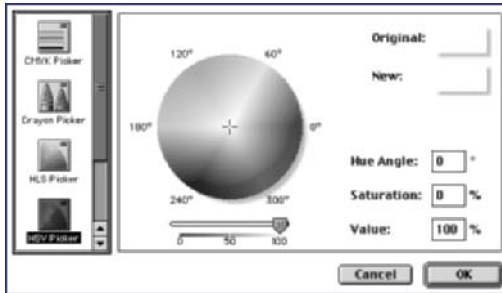 CMYK Picker
Crayon Picker
HLS Picker
HSV Picker
120° 60°
180° 0°
240° 300°
0 50 100
Original:
New:
Hue Angle: 0 °
Saturation: 0 %
Value: 100 %
Cancel OK